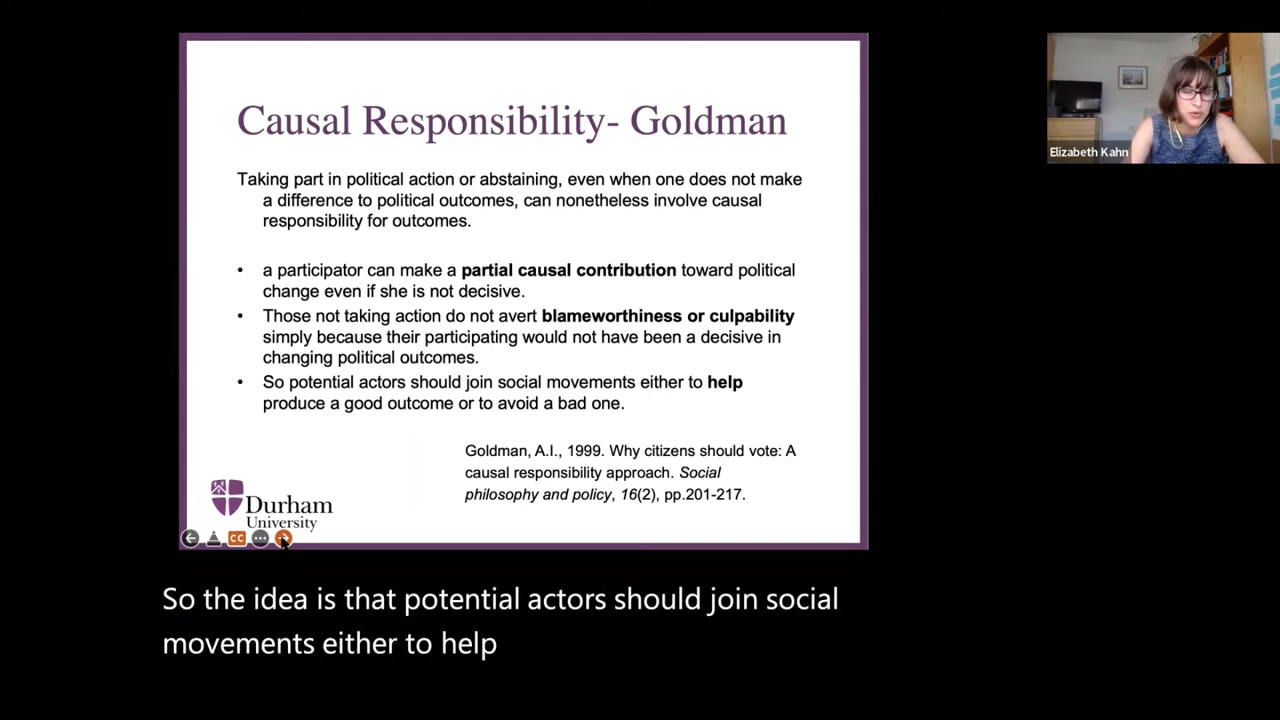 Causal Responsibility- Goldman
Taking part in political action or abstaining, even when one does not make
a difference to political outcomes, can nonetheless involve causal
responsibility for outcomes.
• a participator can make a partial causal contribution toward political
change even if she is not decisive.
• Those not taking action do not avert blameworthiness or culpability
simply because their participating would not have been a decisive in
changing political outcomes.
• So potential actors should join social movements either to help
produce a good outcome or to avoid a bad one.
Goldman, A.I., 1999. Why citizens should vote: A
causal responsibility approach. Social
philosophy and policy, 16(2), pp.201-217.
Durham
University
CC
Elizabeth Kahn
So the idea is that potential actors should join social
movements either to help